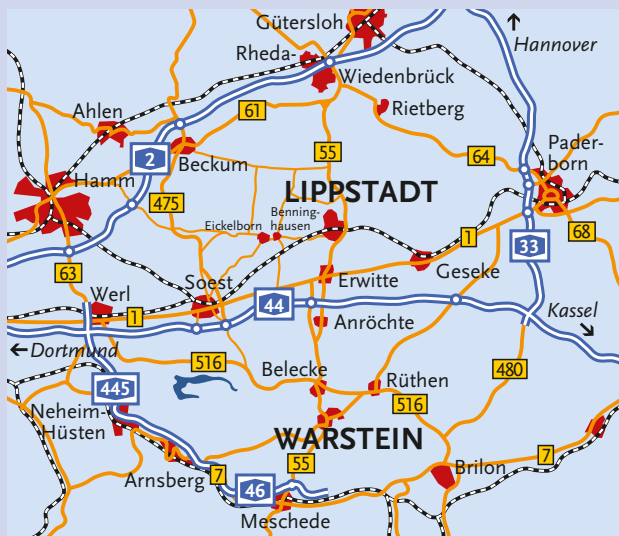 Gütersloh
Hannover
Rheda-
Wiedenbrück
33
Ahlen
61
Rietberg
2
Beckum
55
64
Pader-
born
Hamm
475
LIPPSTADT
Eickelborn
Benning-
hausen
1
68
33
63
Soest
Erwitte
Geseke
Werl
1
44
Anröchte
Kassel
Dortmund
516
480
445
Belecke
Rüthen
516
Neheim-
Hüsten
WARSTEIN
Arnsberg
7
55
Brilon
7
46
Meschede